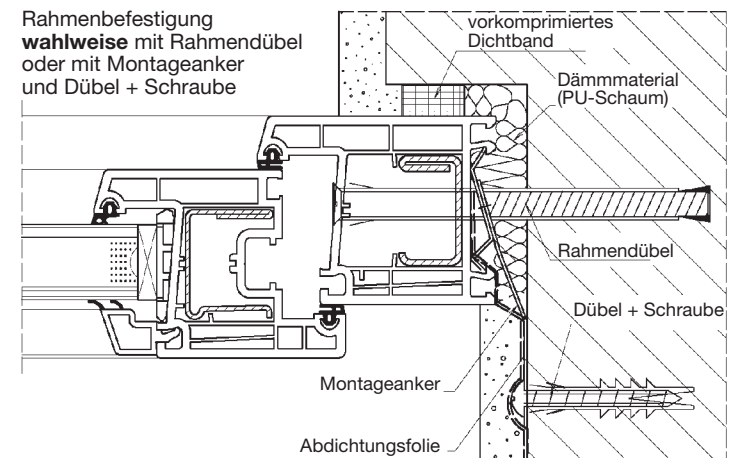 Rahmenbefestigung
wahlweise mit Rahmendübel
oder mit Montageanker
und Dübel + Schraube
vorkomprimiertes
Dichtband
Dämmmaterial
(PU-Schaum)
Rahmendübel
Dübel + Schraube
Montageanker
Abdichtungsfolie